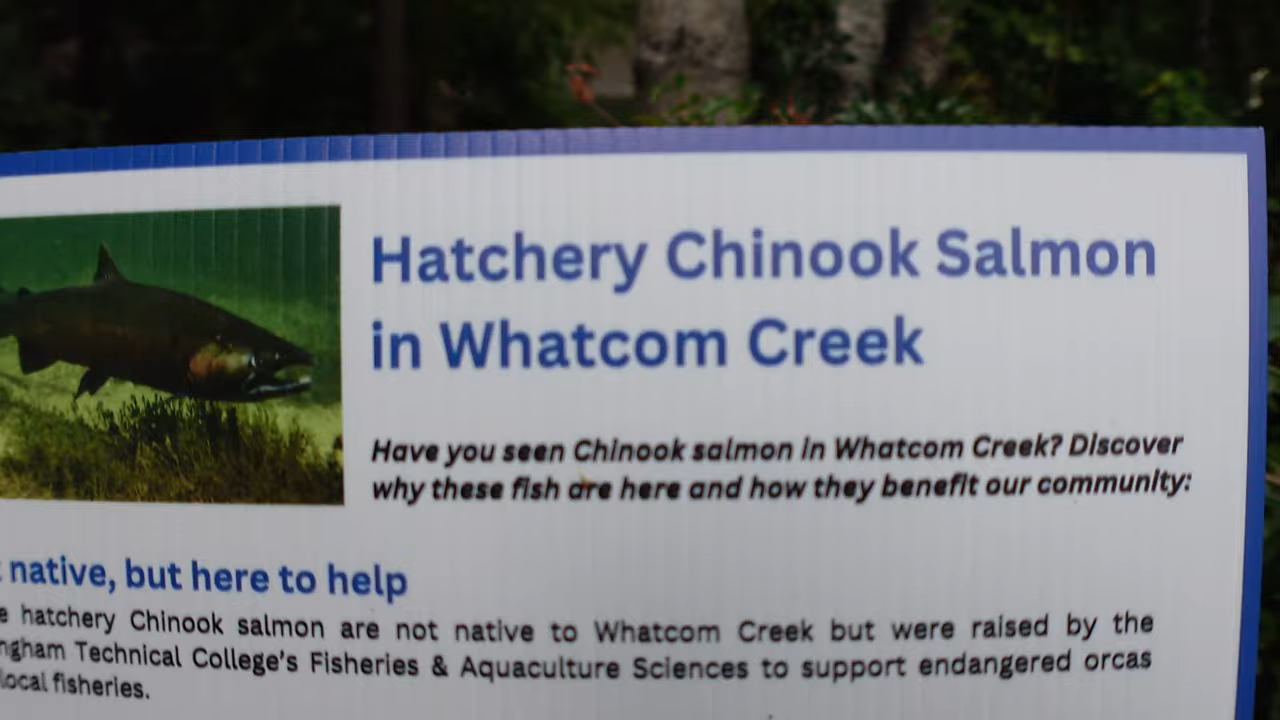 Hatchery Chinook Salmon
in Whatcom Creek
Have you seen Chinook salmon in Whatcom Creek? Discover
why these fish are here and how they benefit our community:
native, but here to help
hatchery Chinook salmon are not native to Whatcom Creek but were raised by the
ngham Technical College's Fisheries & Aquaculture Sciences to support endangered orcas
local fisheries.